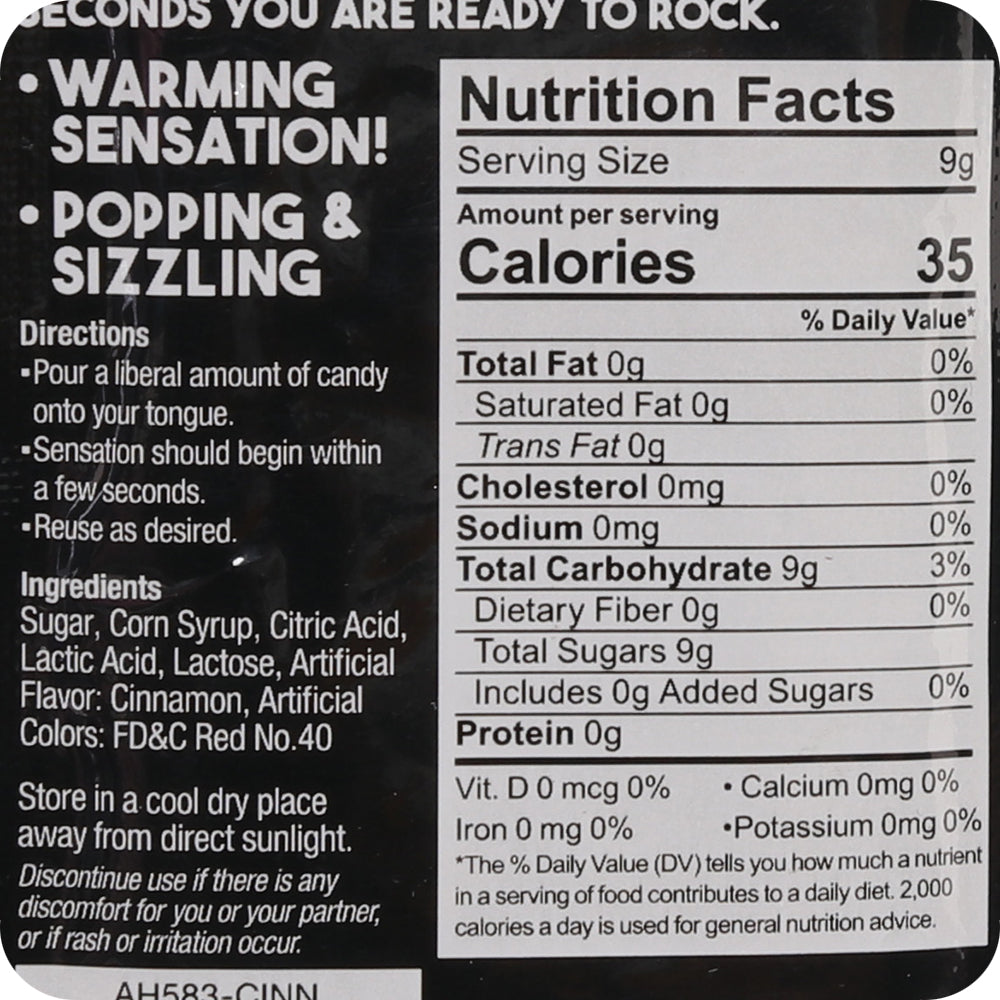 SECONDS YOU ARE READY TO ROCK.
• WARMING
SENSATION!
• POPPING &
SIZZLING
Directions
▪Pour a liberal amount of candy
onto your tongue.
▪Sensation should begin within
a few seconds.
▪Reuse as desired.
Ingredients
Sugar, Corn Syrup, Citric Acid,
Lactic Acid, Lactose, Artificial
Flavor: Cinnamon, Artificial
Colors: FD&C Red No.40
Store in a cool dry place
away from direct sunlight.
Discontinue use if there is any
discomfort for you or your partner,
or if rash or irritation occur.
AH583-CINN
Nutrition Facts
Serving Size 9g
Amount per serving
Calories 35
% Daily Value*
Total Fat 0g 0%
Saturated Fat 0g 0%
Trans Fat 0g
Cholesterol 0mg 0%
Sodium 0mg 0%
Total Carbohydrate 9g 3%
Dietary Fiber 0g 0%
Total Sugars 9g
Includes 0g Added Sugars 0%
Protein 0g
Vit. D 0 mcg 0% • Calcium 0mg 0%
Iron 0 mg 0% •Potassium 0mg 0%
*The % Daily Value (DV) tells you how much a nutrient
in a serving of food contributes to a daily diet. 2,000
calories a day is used for general nutrition advice.